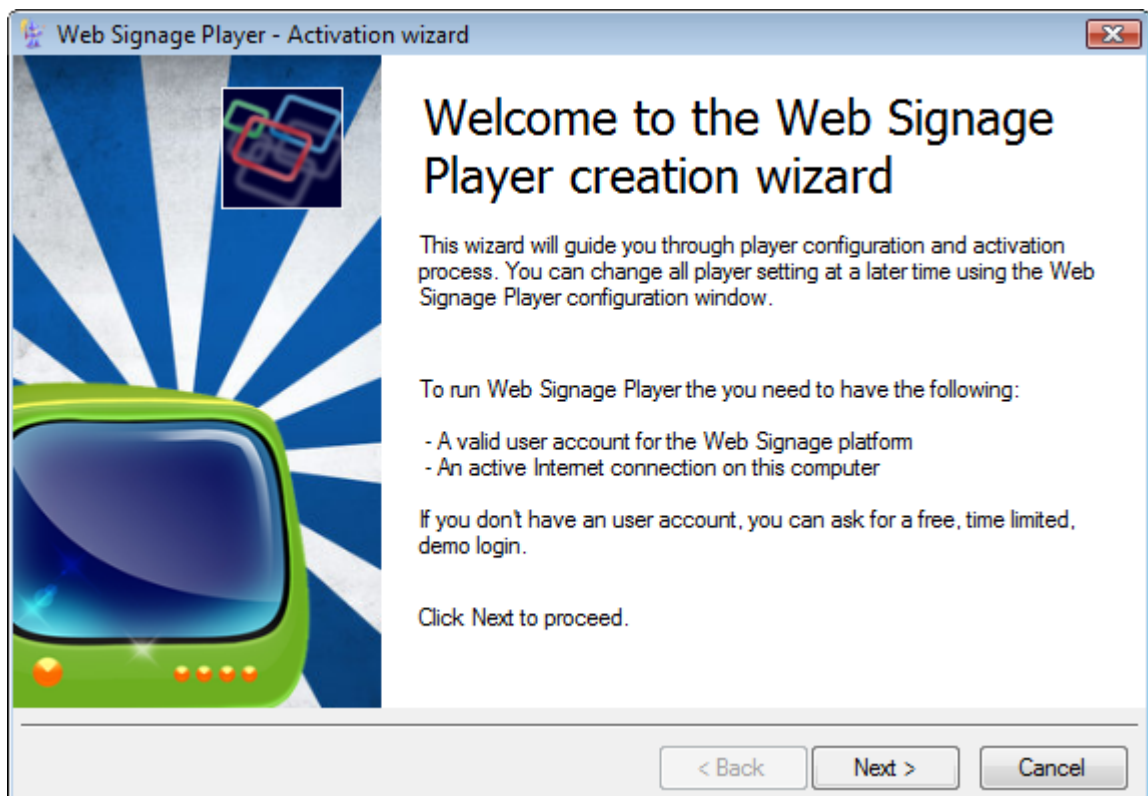 Web Signage Player - Activation wizard
Welcome to the Web Signage
Player creation wizard
This wizard will guide you through player configuration and activation
process. You can change all player setting at a later time using the Web
Signage Player configuration window.
To run Web Signage Player the you need to have the following:
- A valid user account for the Web Signage platform
- An active Internet connection on this computer
If you don't have an user account, you can ask for a free, time limited,
demo login.
Click Next to proceed.
< Back Next > Cancel